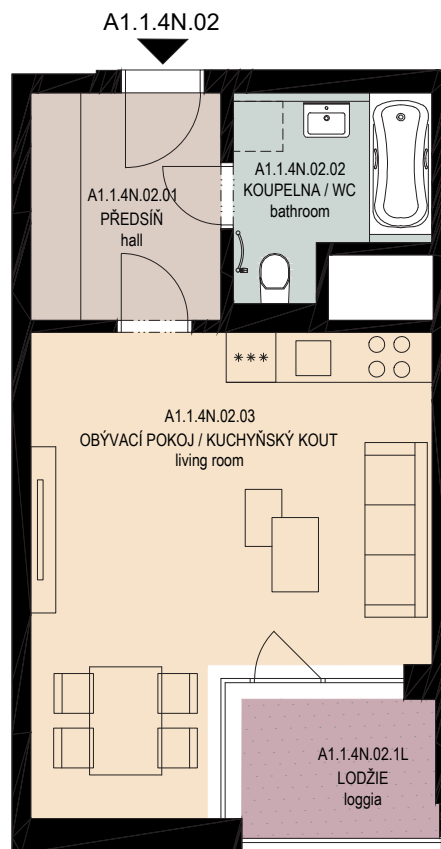 A1.1.4N.02
A1.1.4N.02.01
PŘEDSÍŇ
hall
A1.1.4N.02.02
KOUPELNA / WC
bathroom
***
A1.1.4N.02.03
OBÝVACÍ POKOJ / KUCHYŇSKÝ KOUT
living room
A1.1.4N.02.1L
LODŽIE
loggia